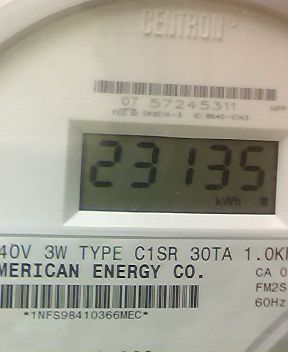 CENTRON®
07 57245311
23135
kWh
40V 3W TYPE C1SR 30TA 1.0K
MERICAN ENERGY CO. CA 0
FM2S
60Hz
*1NFS98410366MEC*